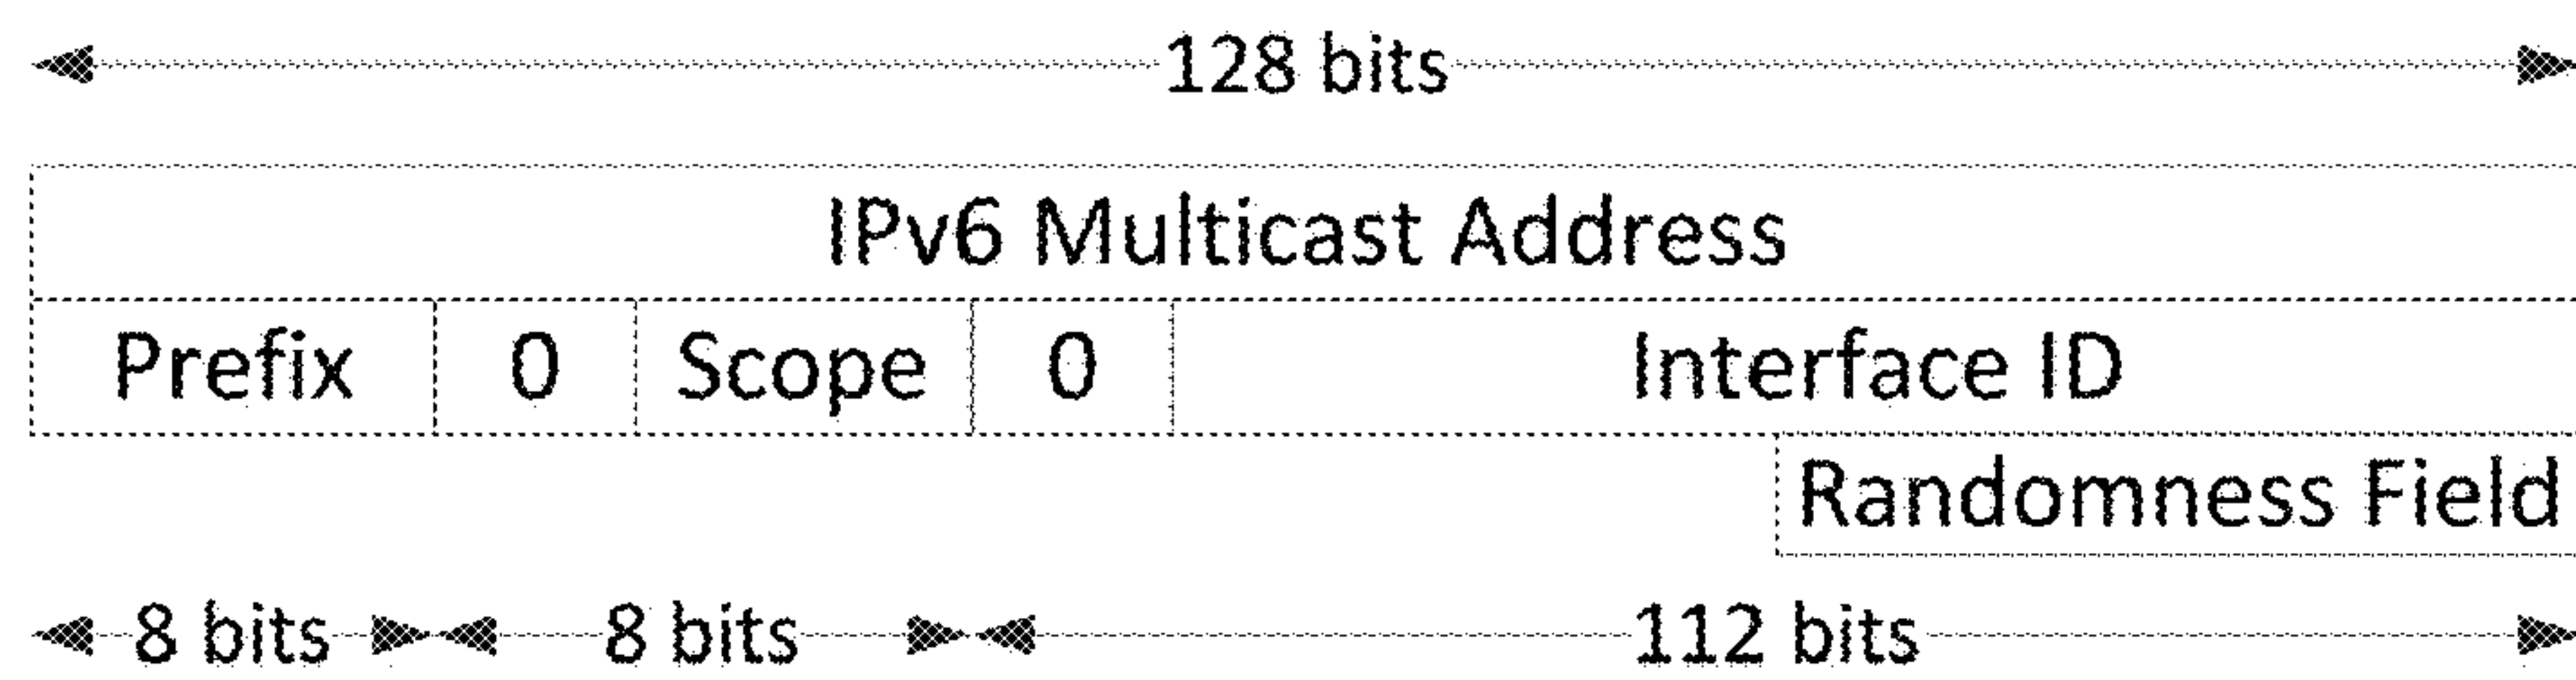 128 bits
IPv6 Multicast Address
Prefix 0 Scope 0 Interface ID
Randomness Field
8 bits 8 bits 112 bits